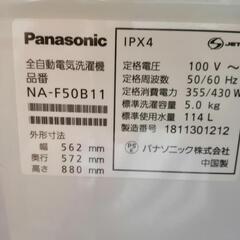 Panasonic
全自動電気洗濯機
品番
NA-F50B11
外形寸法
幅 562 mm
奥行 572 mm
高さ 880 mm
IPX4
JET
定格電圧 100 V～
定格周波数 50/60 Hz
定格消費電力 355/430 W
標準洗濯容量 5.0 kg
標準使用水量 114 L
製造番号 1811301212
PS E
パナソニック株式会社
中国製